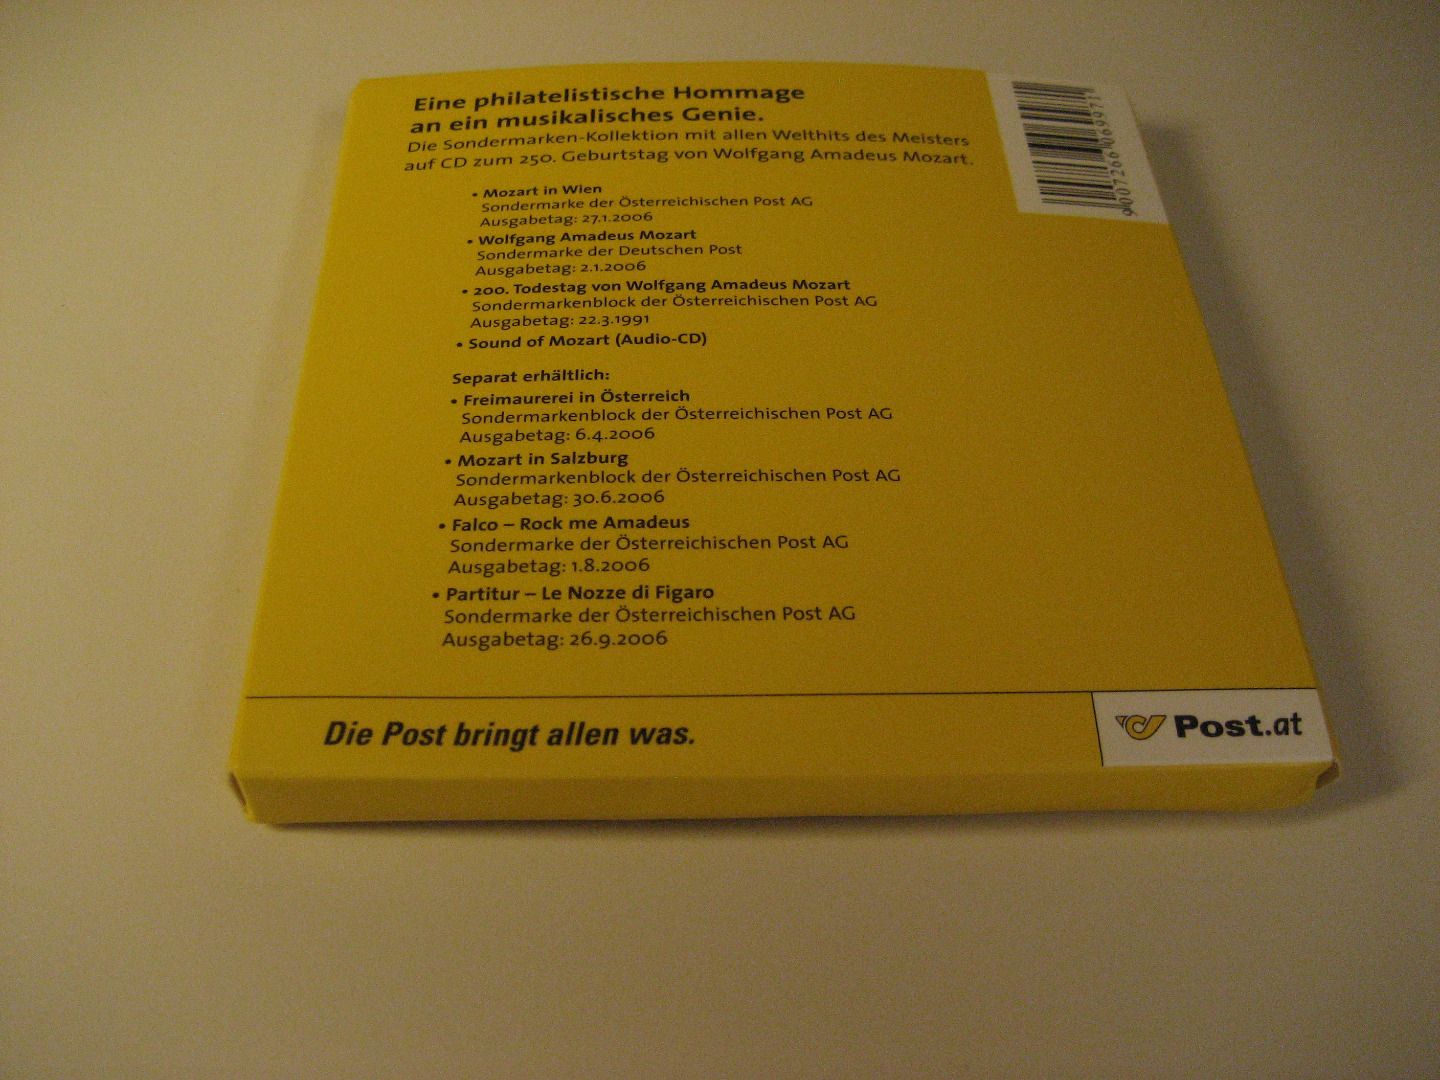 Eine philatelistische Hommage
an ein musikalisches Genie.
Die Sondermarken-Kollektion mit allen Welthits des Meisters
auf CD zum 250. Geburtstag von Wolfgang Amadeus Mozart.
• Mozart in Wien
Sondermarke der Österreichischen Post AG
Ausgabetag: 27.1.2006
• Wolfgang Amadeus Mozart
Sondermarke der Deutschen Post
Ausgabetag: 2.1.2006
• 200. Todestag von Wolfgang Amadeus Mozart
Sondermarkenblock der Österreichischen Post AG
Ausgabetag: 22.3.1991
• Sound of Mozart (Audio-CD)
Separat erhältlich:
• Freimaurerei in Österreich
Sondermarkenblock der Österreichischen Post AG
Ausgabetag: 6.4.2006
• Mozart in Salzburg
Sondermarkenblock der Österreichischen Post AG
Ausgabetag: 30.6.2006
• Falco – Rock me Amadeus
Sondermarke der Österreichischen Post AG
Ausgabetag: 1.8.2006
• Partitur – Le Nozze di Figaro
Sondermarke der Österreichischen Post AG
Ausgabetag: 26.9.2006
Die Post bringt allen was.
Post.at
9007266069971